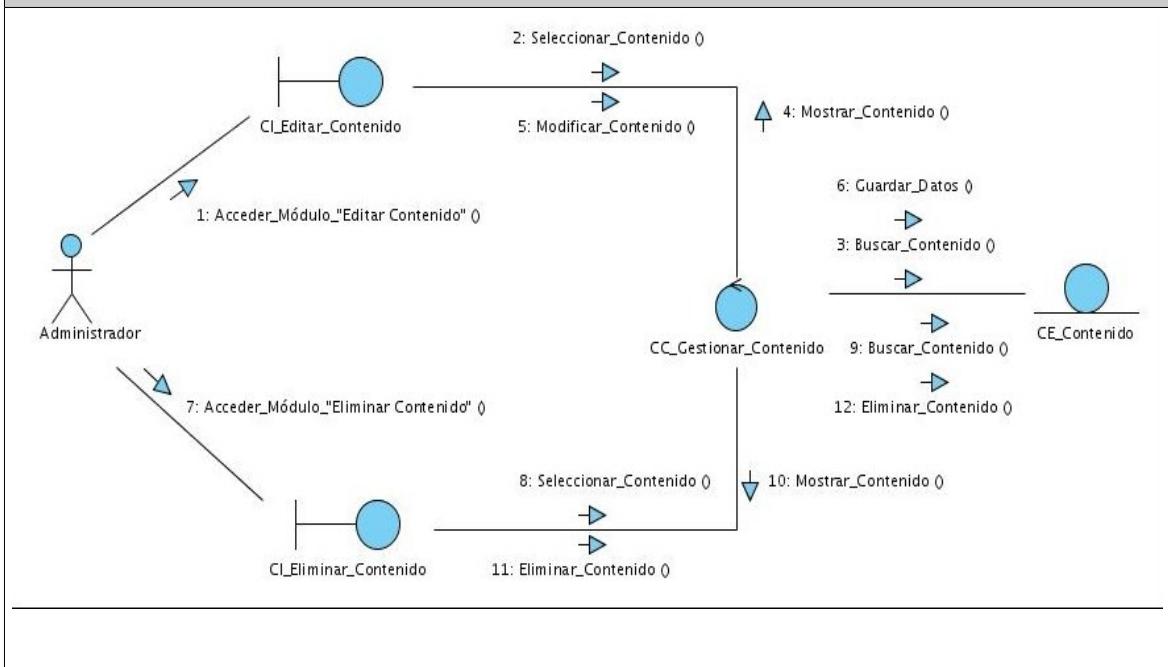 2: Seleccionar_Contenido ()
CI_Editar_Contenido
5: Modificar_Contenido ()
4: Mostrar_Contenido ()
1: Acceder_Módulo_"Editar Contenido" ()
6: Guardar_Datos ()
3: Buscar_Contenido ()
Administrador
CC_Gestionar_Contenido
CE_Contenido
9: Buscar_Contenido ()
7: Acceder_Módulo_"Eliminar Contenido" ()
12: Eliminar_Contenido ()
8: Seleccionar_Contenido ()
10: Mostrar_Contenido ()
CI_Eliminar_Contenido
11: Eliminar_Contenido ()